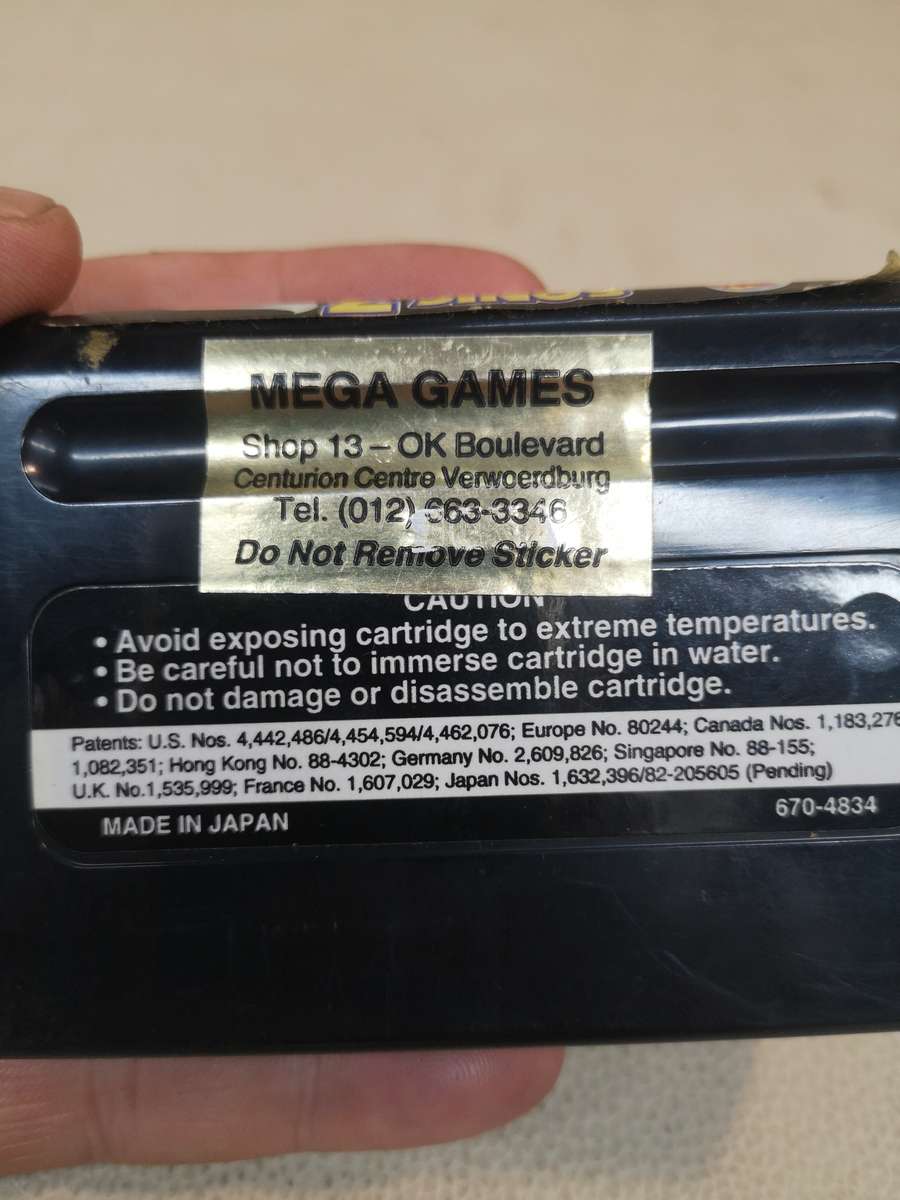 SONIC 2
MEGA GAMES
Shop 13 – OK Boulevard
Centurion Centre Verwoerdburg
Tel. (012) 663-3346
Do Not Remove Sticker
CAUTION
• Avoid exposing cartridge to extreme temperatures.
• Be careful not to immerse cartridge in water.
• Do not damage or disassemble cartridge.
Patents: U.S. Nos. 4,442,486/4,454,594/4,462,076; Europe No. 80244; Canada Nos. 1,183,276
1,082,351; Hong Kong No. 88-4302; Germany No. 2,609,826; Singapore No. 88-155;
U.K. No.1,535,999; France No. 1,607,029; Japan Nos. 1,632,396/82-205605 (Pending)
MADE IN JAPAN
670-4834